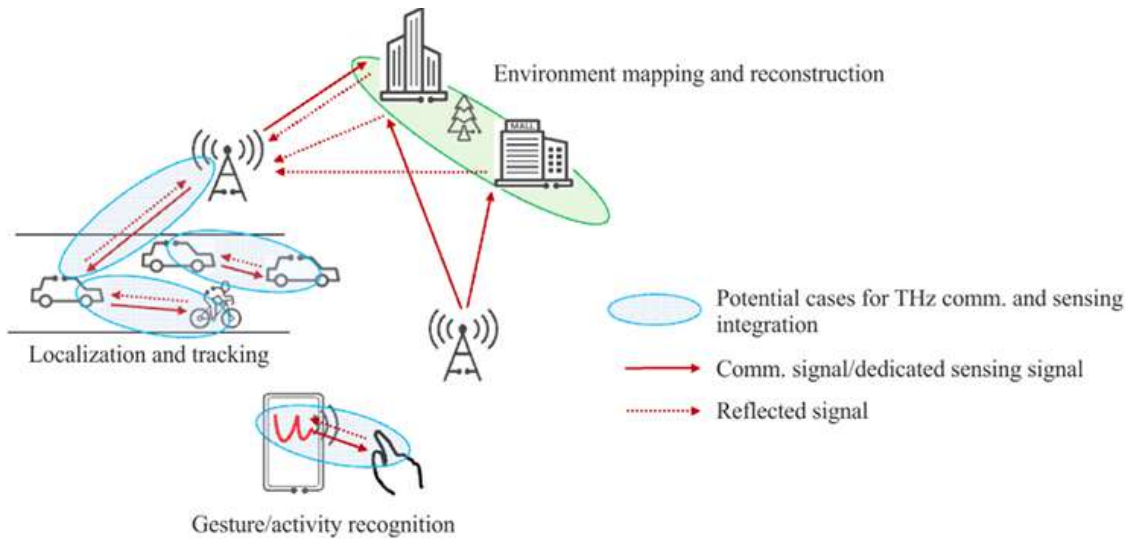 Environment mapping and reconstruction
MALL
Localization and tracking
Potential cases for THz comm. and sensing
integration
Comm. signal/dedicated sensing signal
Reflected signal
Gesture/activity recognition